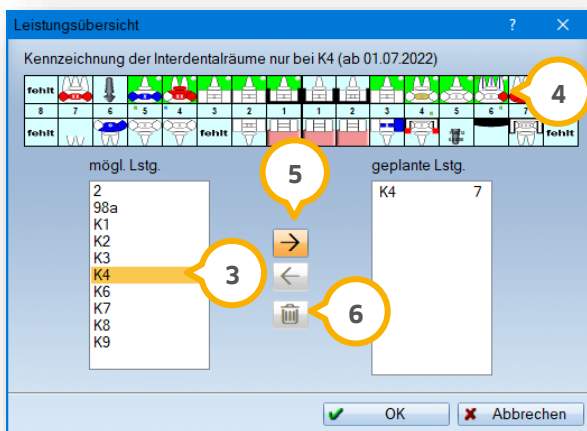 Leistungsübersicht ? ×
Kennzeichnung der Interdentalräume nur bei K4 (ab 01.07.2022)
fehlt
8 7 6 5 4 3 2 1 1 2 3 4 5 6 7
fehlt fehlt fehlt
4
mögl. Lstg.
geplante Lstg.
5
2
98a
K1
K2
K3
K4
K6
K7
K8
K9
K4 7
3
6
OK
Abbrechen